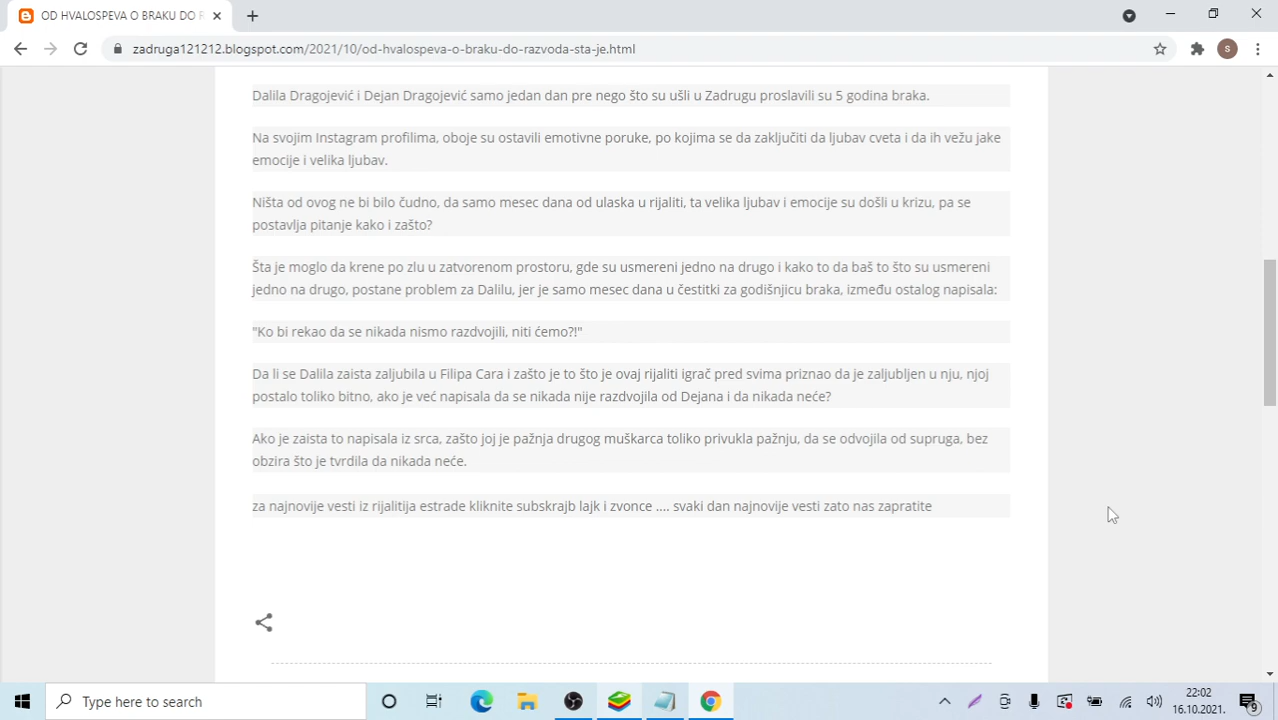 OD HVALOSPEVA O BRAKU DO R
zadruga121212.blogspot.com/2021/10/od-hvalospeva-o-braku-do-razvoda-sta-je.html
S
Dalila Dragojević i Dejan Dragojević samo jedan dan pre nego što su ušli u Zadrugu proslavili su 5 godina braka.
Na svojim Instagram profilima, oboje su ostavili emotivne poruke, po kojima se da zaključiti da ljubav cveta i da ih vežu jake
emocije i velika ljubav.
Ništa od ovog ne bi bilo čudno, da samo mesec dana od ulaska u rijaliti, ta velika ljubav i emocije su došli u krizu, pa se
postavlja pitanje kako i zašto?
Šta je moglo da krene po zlu u zatvorenom prostoru, gde su usmereni jedno na drugo i kako to da baš to što su usmereni
jedno na drugo, postane problem za Dalilu, jer je samo mesec dana u čestitki za godišnjicu braka, između ostalog napisala:
"Ko bi rekao da se nikada nismo razdvojili, niti ćemo?!"
Da li se Dalila zaista zaljubila u Filipa Cara i zašto je to što je ovaj rijaliti igrač pred svima priznao da je zaljubljen u nju, njoj
postalo toliko bitno, ako je već napisala da se nikada nije razdvojila od Dejana i da nikada neće?
Ako je zaista to napisala iz srca, zašto joj je pažnja drugog muškarca toliko privukla pažnju, da se odvojila od supruga, bez
obzira što je tvrdila da nikada neće.
za najnovije vesti iz rijalitija estrade kliknite subskrajb lajk i zvonce .... svaki dan najnovije vesti zato nas zapratite
Type here to search
22:02
16.10.2021.
9